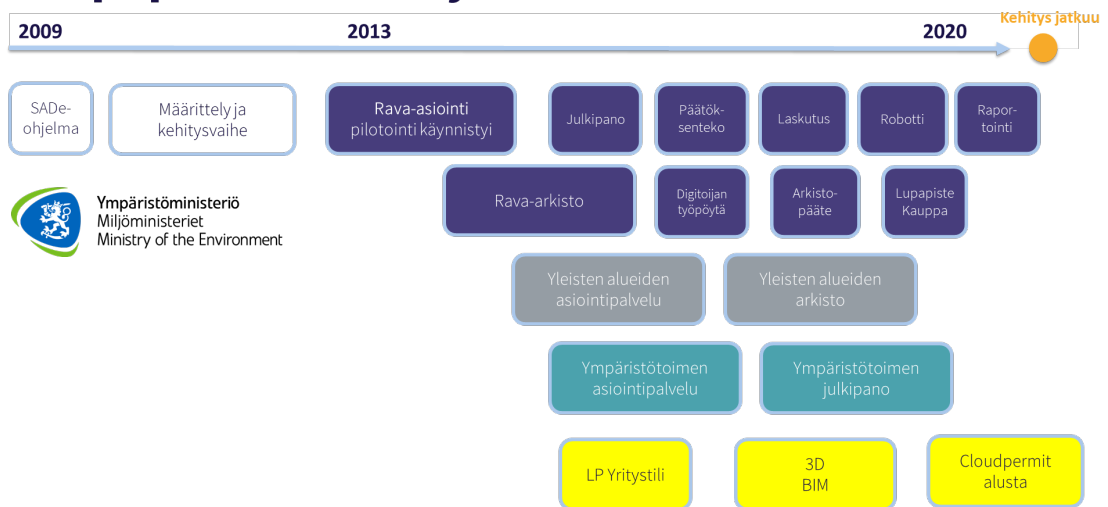 Kehitys jatkuu
2009
2013
2020
SADe-
ohjelma
Määrittely ja
kehitysvaihe
Rava-asiointi
pilotointi käynnistyi
Julkipano
Päätök-
senteko
Laskutus
Robotti
Rapor-
tointi
Ympäristöministeriö
Miljöministeriet
Ministry of the Environment
Rava-arkisto
Digitoijan
työpöytä
Arkisto-
pääte
Lupapiste
Kauppa
Yleisten alueiden
asiointipalvelu
Yleisten alueiden
arkisto
Ympäristötoimen
asiointipalvelu
Ympäristötoimen
julkipano
LP Yritystili
3D
BIM
Cloudpermit
alusta